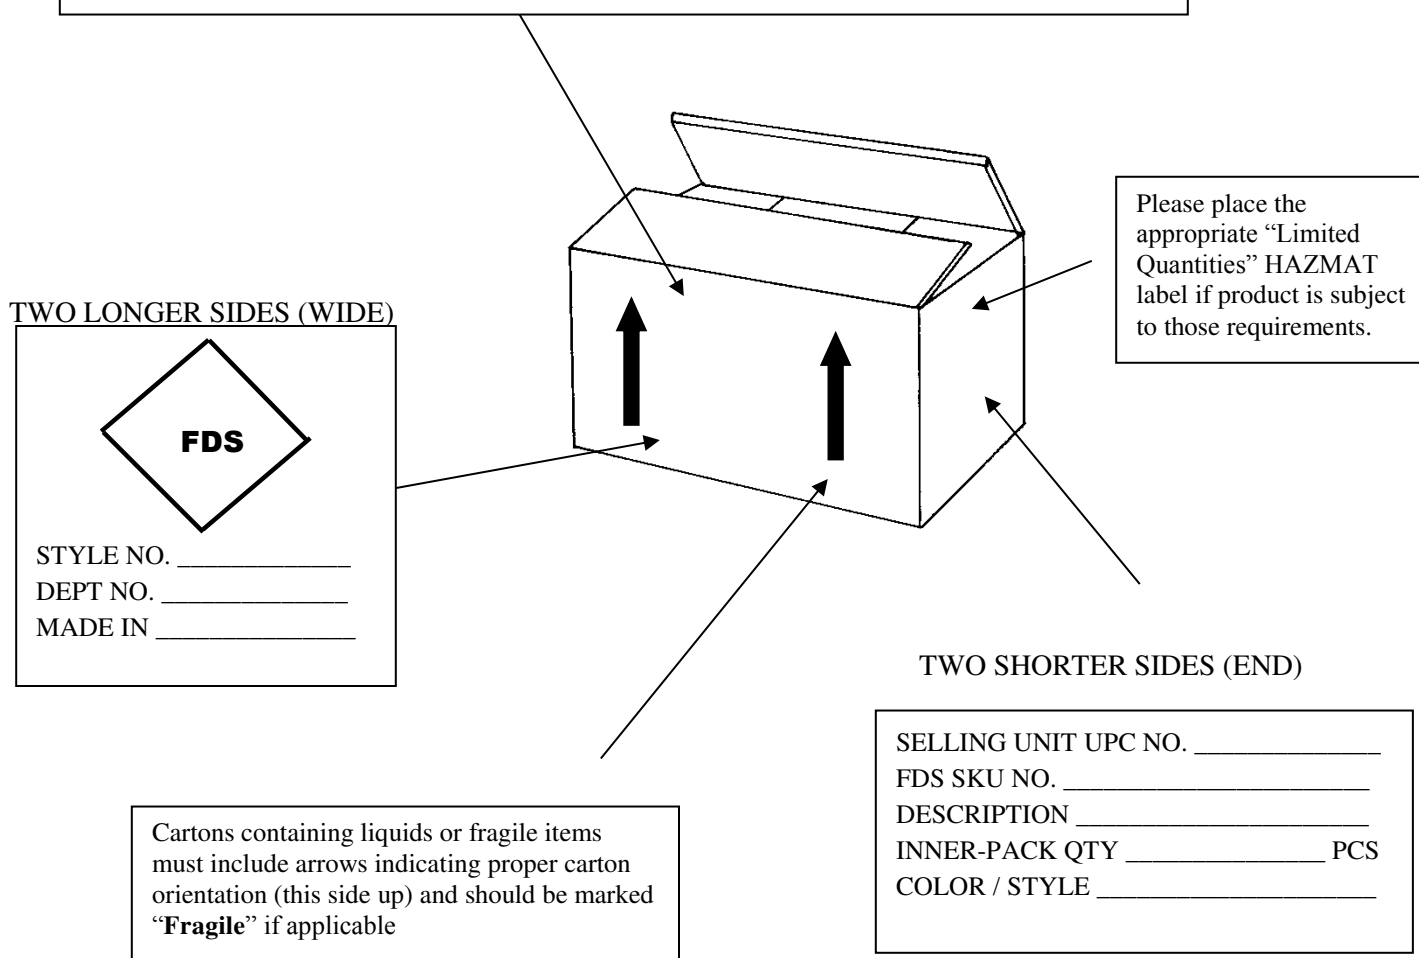 Please place the
appropriate “Limited
Quantities” HAZMAT
label if product is subject
to those requirements.
TWO LONGER SIDES (WIDE)
FDS
STYLE NO. _____________
DEPT NO. ______________
MADE IN _______________
TWO SHORTER SIDES (END)
SELLING UNIT UPC NO. ______________
FDS SKU NO. _______________________
DESCRIPTION ______________________
INNER-PACK QTY _______________ PCS
COLOR / STYLE _____________________
Cartons containing liquids or fragile items
must include arrows indicating proper carton
orientation (this side up) and should be marked
“Fragile” if applicable